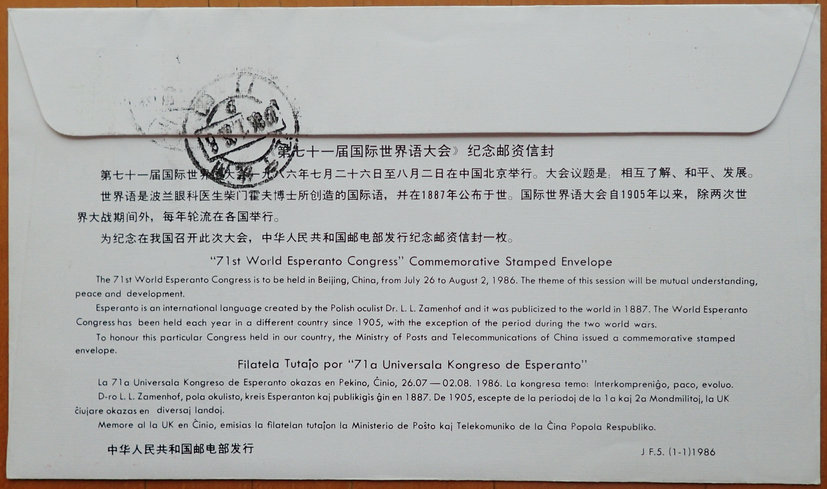 第七十一届国际世界语大会》纪念邮资信封
第七十一届国际世界语大 一九八六年七月二十六日至八月二日在中国北京举行。大会议题是：相互了解、和平、发展。
世界语是波兰眼科医生柴门霍夫博士所创造的国际语，并在1887年公布于世。国际世界语大会自1905年以来，除两次世
界大战期间外，每年轮流在各国举行。
为纪念在我国召开此次大会，中华人民共和国邮电部发行纪念邮资信封一枚。
“71st World Esperanto Congress” Commemorative Stamped Envelope
The 71st World Esperanto Congress is to be held in Beijing, China, from July 26 to August 2, 1986. The theme of this session will be mutual understanding,
peace and development.
Esperanto is an international language created by the Polish oculist Dr. L. L. Zamenhof and it was publicized to the world in 1887. The World Esperanto
Congress has been held each year in a different country since 1905, with the exception of the period during the two world wars.
To honour this particular Congress held in our country, the Ministry of Posts and Telecommunications of China issued a commemorative stamped
envelope.
Filatela Tutaĵo por “71a Universala Kongreso de Esperanto”
La 71a Universala Kongreso de Esperanto okazas en Pekino, Ĉinio, 26.07 — 02.08. 1986. La kongresa temo: Interkompreniĝo, paco, evoluo.
D-ro L. L. Zamenhof, pola okulisto, kreis Esperanton kaj publikigis ĝin en 1887. De 1905, escepte de la periodoj de la 1a kaj 2a Mondmilitoj, la UK
ĉiujare okazas en diversaj landoj.
Memore al la UK en Ĉinio, emisias la filatelan tutaĵon la Ministerio de Poŝto kaj Telekomuniko de la Ĉina Popola Respubliko.
中华人民共和国邮电部发行
J F.5. (1-1)1986